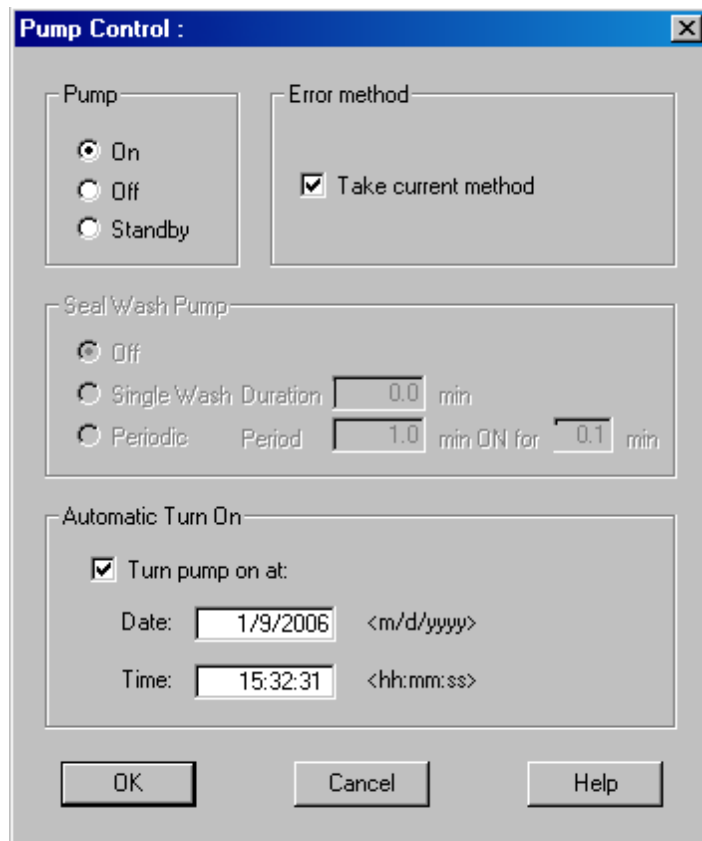 Pump Control :
Pump
On
Off
Standby
Error method
Take current method
Seal Wash Pump
Off
Single Wash Duration 0.0 min
Periodic Period 1.0 min ON for 0.1 min
Automatic Turn On
Turn pump on at:
Date: 1/9/2006 <m/d/yyyy>
Time: 15:32:31 <hh:mm:ss>
OK Cancel Help